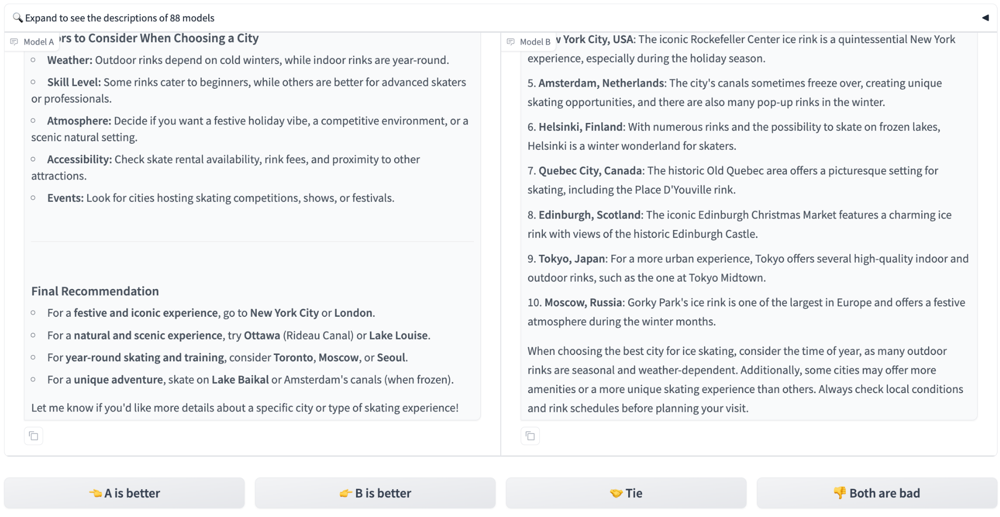 Expand to see the descriptions of 88 models
Model A
to Consider When Choosing a City
Weather: Outdoor rinks depend on cold winters, while indoor rinks are year-round.
Skill Level: Some rinks cater to beginners, while others are better for advanced skaters
or professionals.
Atmosphere: Decide if you want a festive holiday vibe, a competitive environment, or a
scenic natural setting.
Accessibility: Check skate rental availability, rink fees, and proximity to other
attractions.
Events: Look for cities hosting skating competitions, shows, or festivals.
Final Recommendation
For a festive and iconic experience, go to New York City or London.
For a natural and scenic experience, try Ottawa (Rideau Canal) or Lake Louise.
For year-round skating and training, consider Toronto, Moscow, or Seoul.
For a unique adventure, skate on Lake Baikal or Amsterdam's canals (when frozen).
Let me know if you'd like more details about a specific city or type of skating experience!
Model B
York City, USA: The iconic Rockefeller Center ice rink is a quintessential New York
experience, especially during the holiday season.
5. Amsterdam, Netherlands: The city's canals sometimes freeze over, creating unique
skating opportunities, and there are also many pop-up rinks in the winter.
6. Helsinki, Finland: With numerous rinks and the possibility to skate on frozen lakes,
Helsinki is a winter wonderland for skaters.
7. Quebec City, Canada: The historic Old Quebec area offers a picturesque setting for
skating, including the Place D'Youville rink.
8. Edinburgh, Scotland: The iconic Edinburgh Christmas Market features a charming ice
rink with views of the historic Edinburgh Castle.
9. Tokyo, Japan: For a more urban experience, Tokyo offers several high-quality indoor and
outdoor rinks, such as the one at Tokyo Midtown.
10. Moscow, Russia: Gorky Park's ice rink is one of the largest in Europe and offers a festive
atmosphere during the winter months.
When choosing the best city for ice skating, consider the time of year, as many outdoor
rinks are seasonal and weather-dependent. Additionally, some cities may offer more
amenities or a more unique skating experience than others. Always check local conditions
and rink schedules before planning your visit.
A is better
B is better
Tie
Both are bad